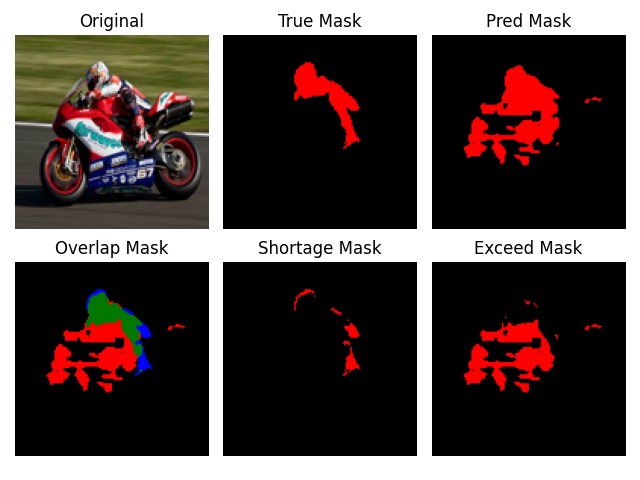 Original
True Mask
Pred Mask
67
Overlap Mask
Shortage Mask
Exceed Mask